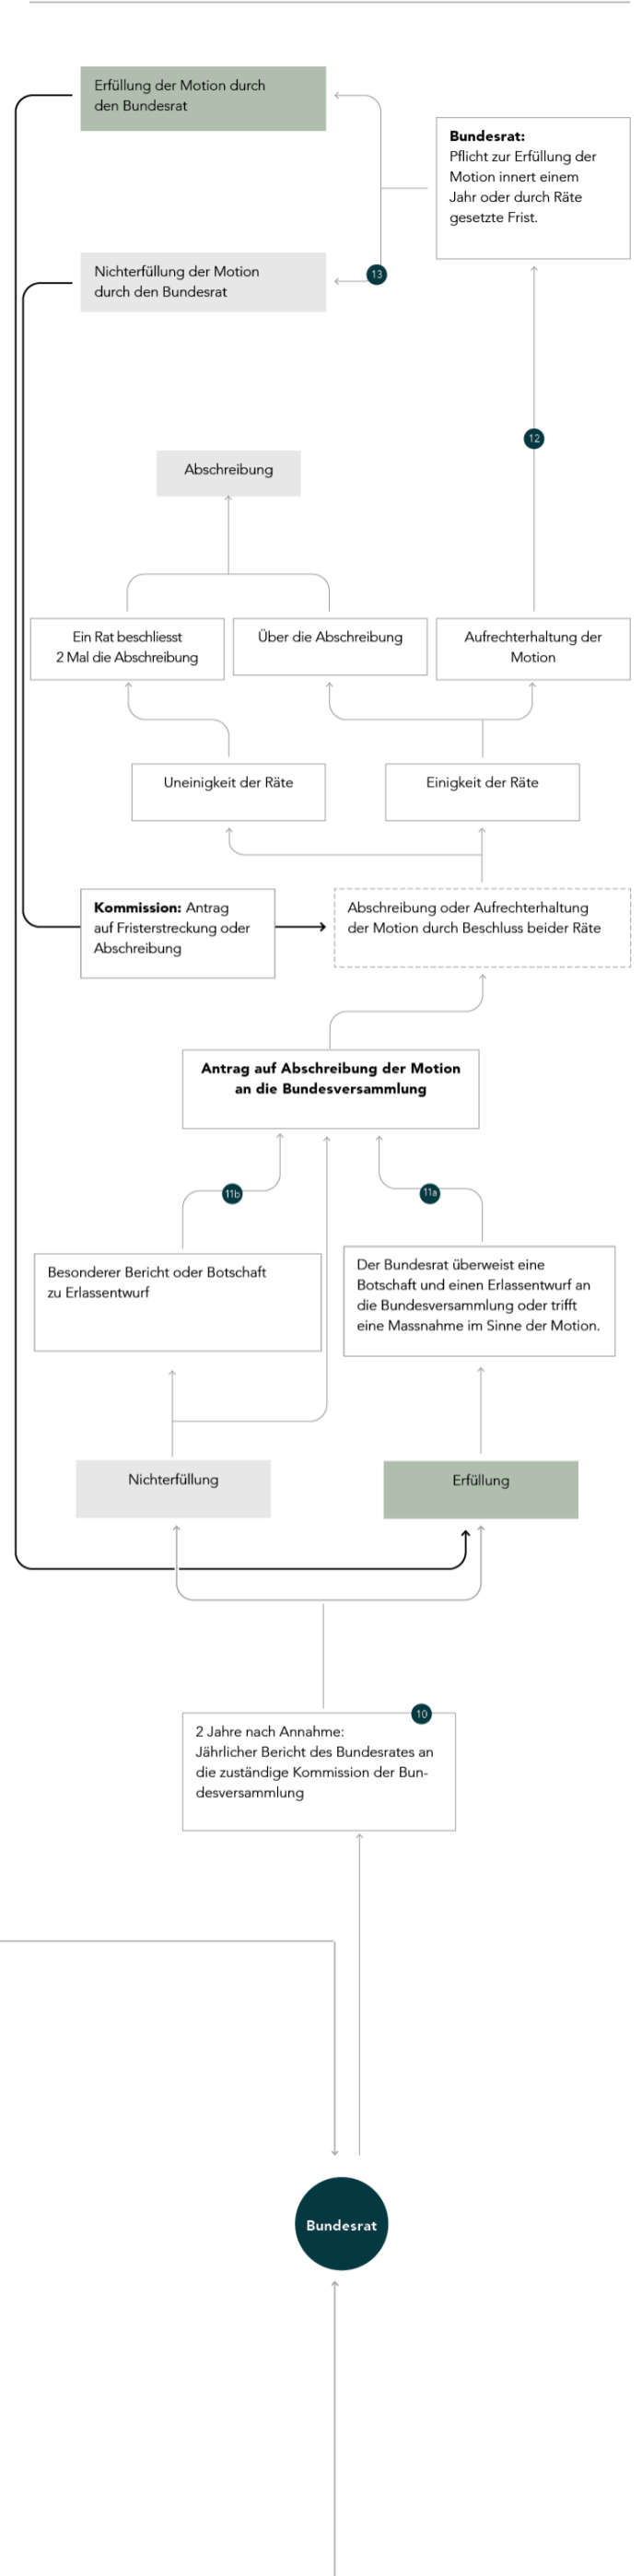 Erfüllung der Motion durch
den Bundesrat
Bundesrat:
Pflicht zur Erfüllung der
Motion innert einem
Jahr oder durch Räte
gesetzte Frist.
Nichterfüllung der Motion
durch den Bundesrat
13
12
Abschreibung
Ein Rat beschliesst
2 Mal die Abschreibung
Über die Abschreibung
Aufrechterhaltung der
Motion
Uneinigkeit der Räte
Einigkeit der Räte
Kommission: Antrag
auf Fristerstreckung oder
Abschreibung
Abschreibung oder Aufrechterhaltung
der Motion durch Beschluss beider Räte
Antrag auf Abschreibung der Motion
an die Bundesversammlung
11b
11a
Besonderer Bericht oder Botschaft
zu Erlassentwurf
Der Bundesrat überweist eine
Botschaft und einen Erlassentwurf an
die Bundesversammlung oder trifft
eine Massnahme im Sinne der Motion.
Nichterfüllung
Erfüllung
10
2 Jahre nach Annahme:
Jährlicher Bericht des Bundesrates an
die zuständige Kommission der Bun-
desversammlung
Bundesrat